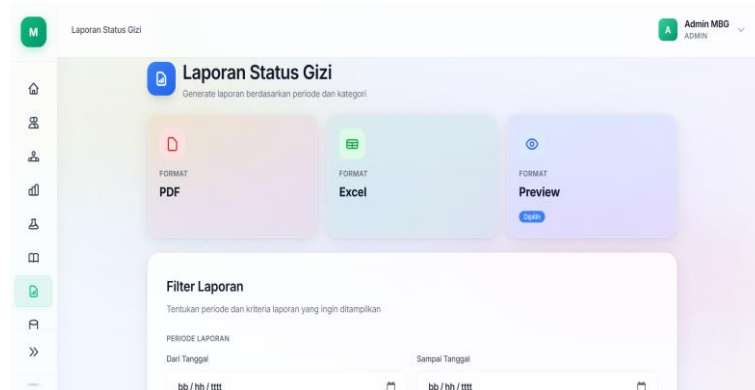 M
Laporan Status Gizi
A
Admin MBG
ADMIN
Laporan Status Gizi
Generate laporan berdasarkan periode dan kategori
FORMAT
PDF
FORMAT
Excel
FORMAT
Preview
Dipilih
Filter Laporan
Tentukan periode dan kriteria laporan yang ingin ditampilkan
PERIODE LAPORAN
Dari Tanggal
Sampai Tanggal
bb / hh / tttt
bb / hh / tttt